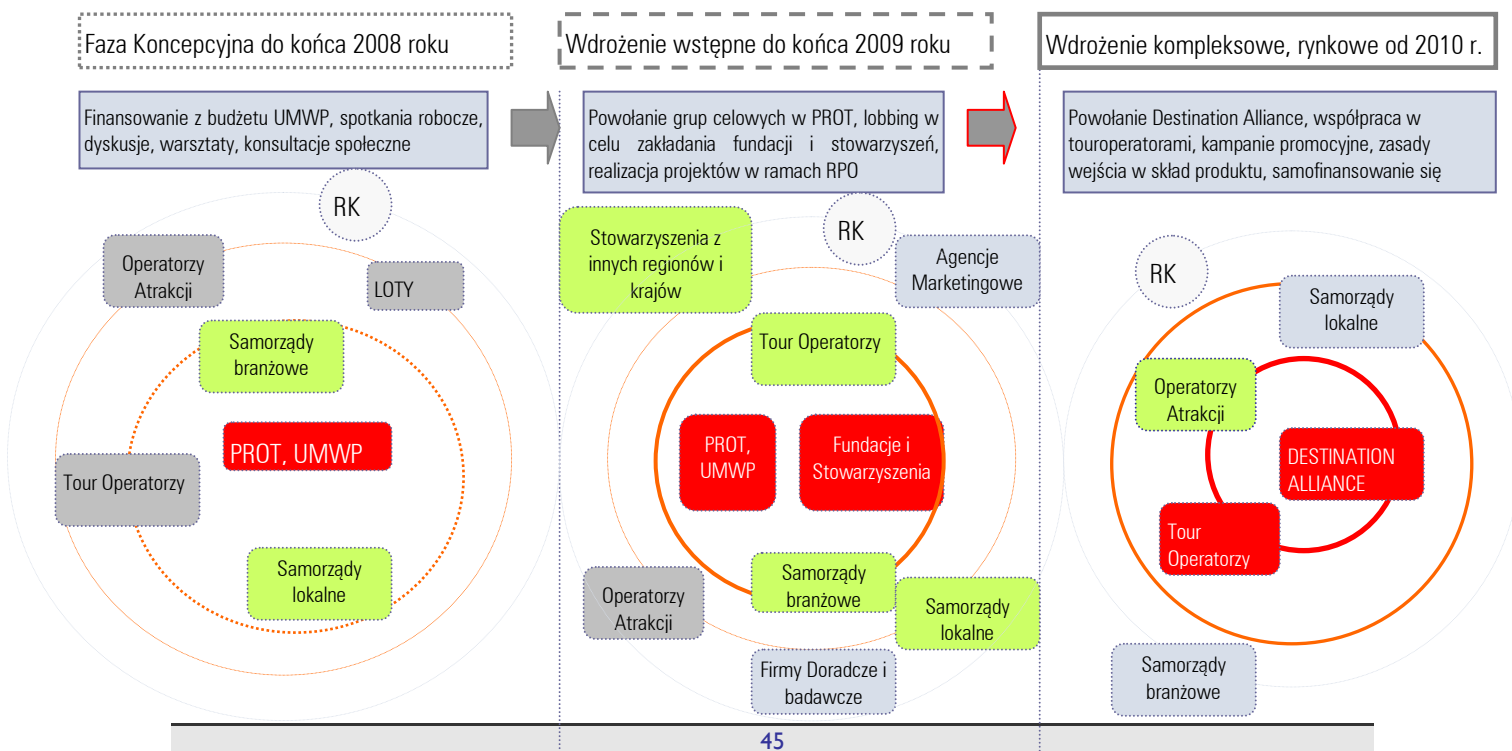 Faza Koncepcyjna do końca 2008 roku
Finansowanie z budżetu UMWP, spotkania robocze,
dyskusje, warsztaty, konsultacje społeczne
RK
Operatorzy
Atrakcji
LOTY
Samorządy
branżowe
PROT, UMWP
Tour Operatorzy
Samorządy
lokalne
Wdrożenie wstępne do końca 2009 roku
Powołanie grup celowych w PROT, lobbing w
celu zakładania fundacji i stowarzyszeń,
realizacja projektów w ramach RPO
RK
Stowarzyszenia z
innych regionów i
krajów
Agencje
Marketingowe
Tour Operatorzy
PROT,
UMWP
Fundacje i
Stowarzyszenia
Samorządy
branżowe
Operatorzy
Atrakcji
Samorządy
lokalne
Firmy Doradcze i
badawcze
Wdrożenie kompleksowe, rynkowe od 2010 r.
Powołanie Destination Alliance, współpraca w
touroperatorami, kampanie promocyjne, zasady
wejścia w skład produktu, samofinansowanie się
RK
Samorządy
lokalne
Operatorzy
Atrakcji
DESTINATION
ALLIANCE
Tour
Operatorzy
Samorządy
branżowe
45